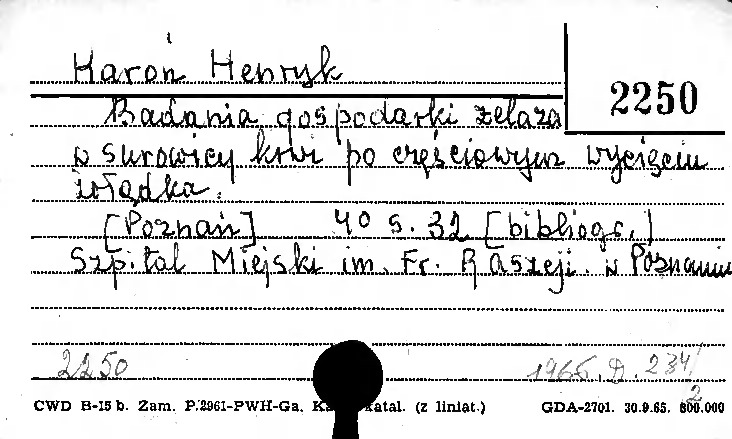 Karoń Henryk
2250
Badania gospodarki żelaza
w surowicy krwi po częściowym wycięciu
żołądka.
[Poznań] 40 s. 32 [bibliogr.]
Szpital Miejski im. Fr. Raszeji w Poznaniu
2250
1965. D. 234/2
CWD B-15 b. Zam. P.2961-PWH-Ga. katal. (z liniat.) GDA-2701. 30.9.65. 800.000